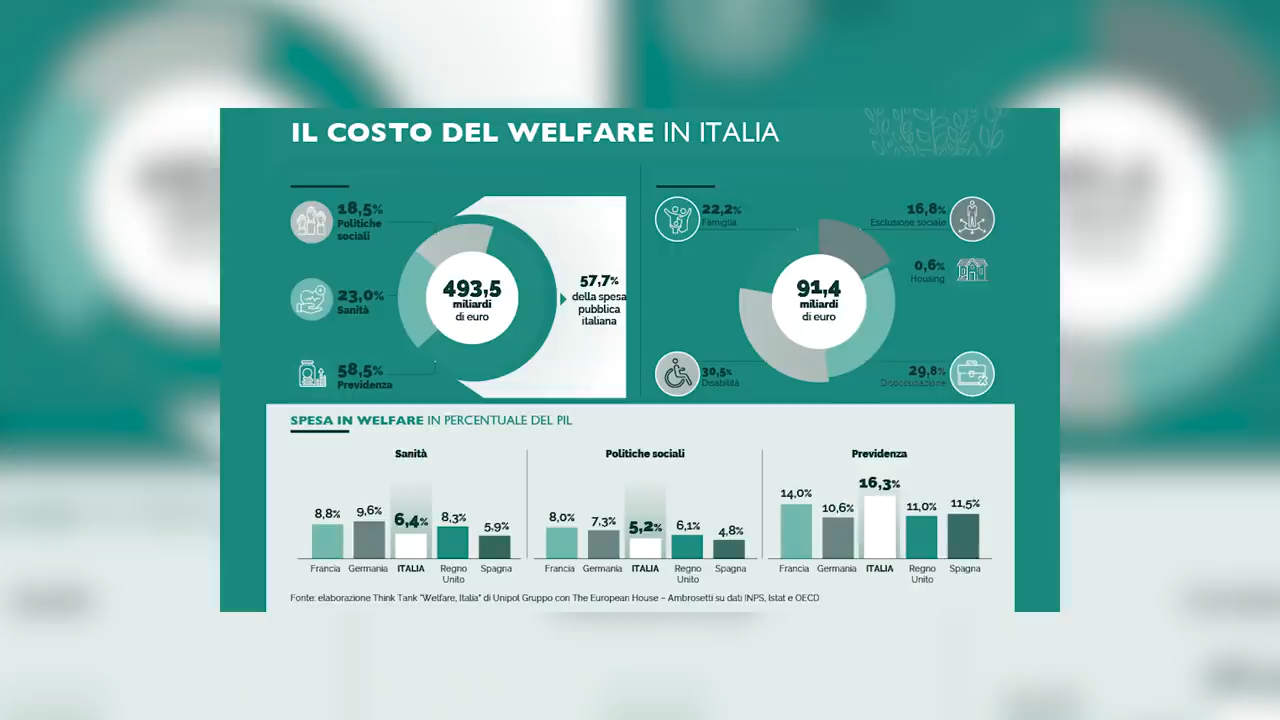 IL COSTO DEL WELFARE IN ITALIA
18,5%
Politiche
sociali
23,0%
Sanità
58,5%
Previdenza
493,5
miliardi
di euro
57,7%
della spesa
pubblica
italiana
22,2%
Famiglia
30,5%
Disabilità
91,4
miliardi
di euro
16,8%
Esclusione sociale
0,6%
Housing
29,8%
Disoccupazione
SPESA IN WELFARE IN PERCENTUALE DEL PIL
Sanità
8,8%
9,6%
6,4%
8,3%
5,9%
Francia
Germania
ITALIA
Regno
Unito
Spagna
Politiche sociali
8,0%
7,3%
5,2%
6,1%
4,8%
Francia
Germania
ITALIA
Regno
Unito
Spagna
Previdenza
14,0%
10,6%
16,3%
11,0%
11,5%
Francia
Germania
ITALIA
Regno
Unito
Spagna
Fonte: elaborazione Think Tank "Welfare, Italia" di Unipol Gruppo con The European House – Ambrosetti su dati INPS, Istat e OECD